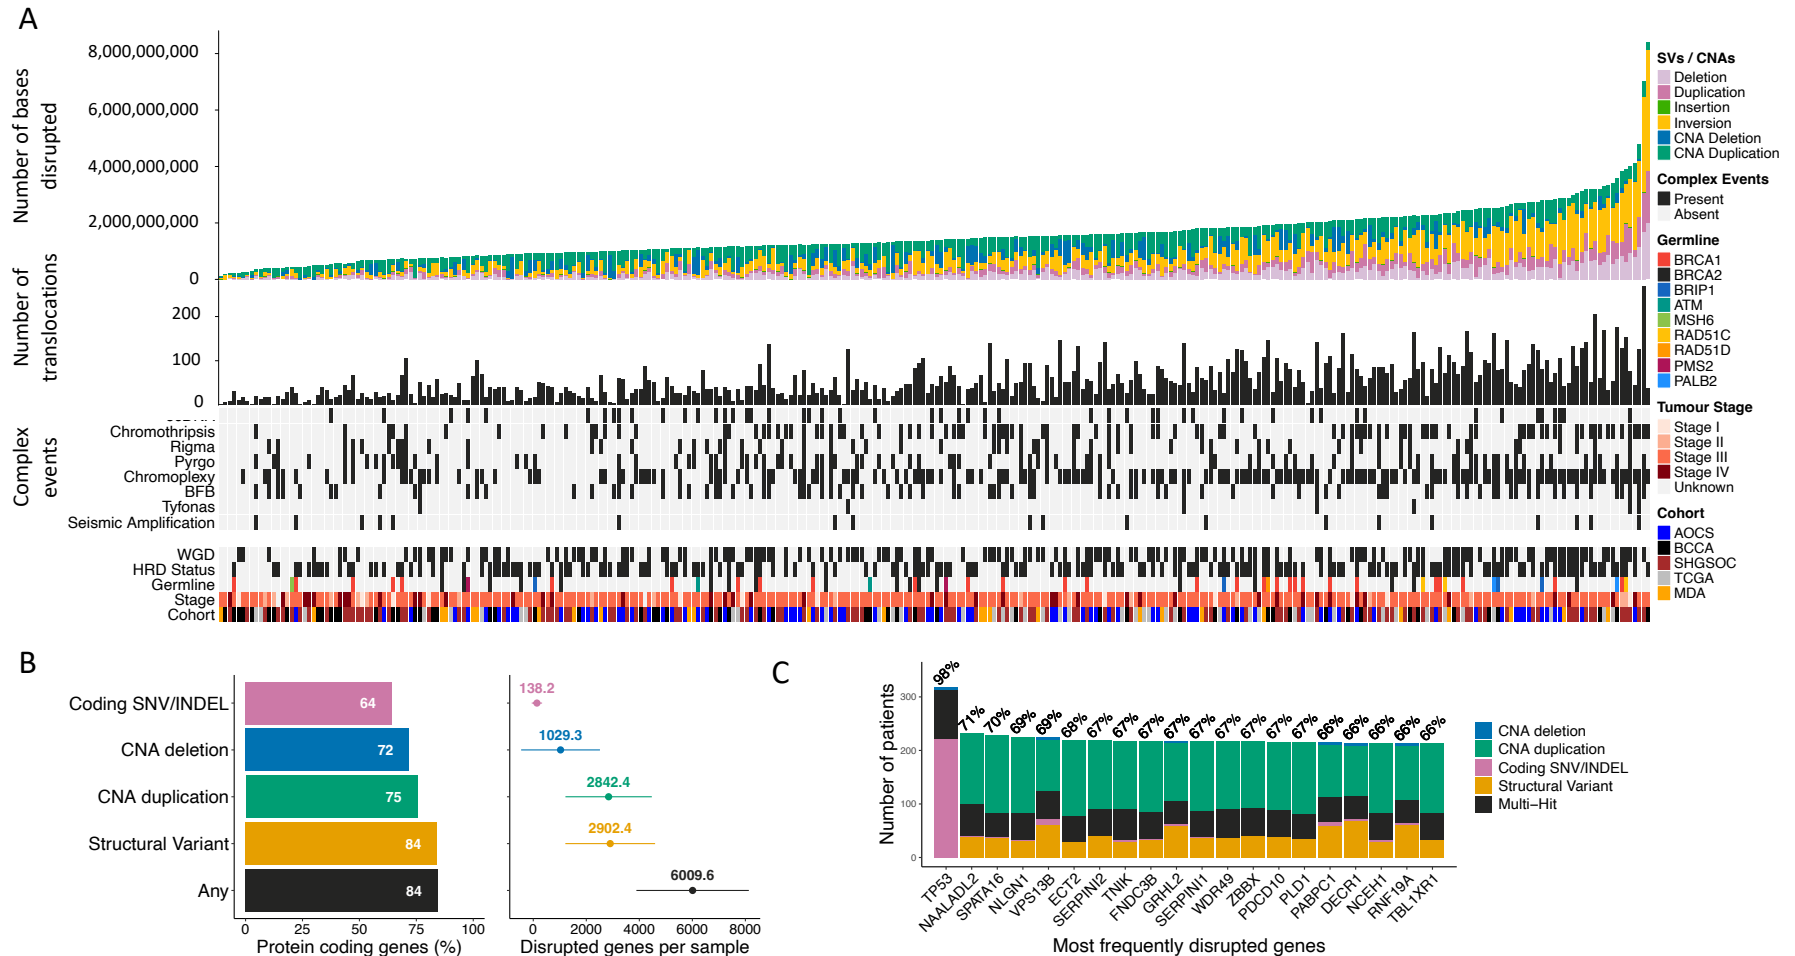 A
Number of bases
disrupted
8,000,000,000
6,000,000,000
4,000,000,000
2,000,000,000
0
Number of
translocations
200
100
0
Complex
events
Chromothripsis
Rigma
Pyrgo
Chromoplexy
BFB
Tyfonas
Seismic Amplification
WGD
HRD Status
Germline
Stage
Cohort
SVs / CNAs
Deletion
Duplication
Insertion
Inversion
CNA Deletion
CNA Duplication
Complex Events
Present
Absent
Germline
BRCA1
BRCA2
BRIP1
ATM
MSH6
RAD51C
RAD51D
PMS2
PALB2
Tumour Stage
Stage I
Stage II
Stage III
Stage IV
Unknown
Cohort
AOCS
BCCA
SHGSOC
TCGA
MDA
B
Coding SNV/INDEL
CNA deletion
CNA duplication
Structural Variant
Any
64
72
75
84
84
0 25 50 75 100
Protein coding genes (%)
138.2
1029.3
2842.4
2902.4
6009.6
0 2000 4000 6000 8000
Disrupted genes per sample
C
Number of patients
300
200
100
0
98% 71% 70% 69% 69% 68% 67% 67% 67% 67% 67% 67% 67% 67% 67% 66% 66% 66% 66% 66%
TP53 NAALADL2 SPATA16 NLGN1 VPS13B ECT2 SERPINI2 TNIK FNDC3B GRHL2 SERPINI1 WDR49 ZBBX PDCD10 PLD1 PABPC1 DECR1 NCEH1 RNF19A TBL1XR1
Most frequently disrupted genes
CNA deletion
CNA duplication
Coding SNV/INDEL
Structural Variant
Multi−Hit